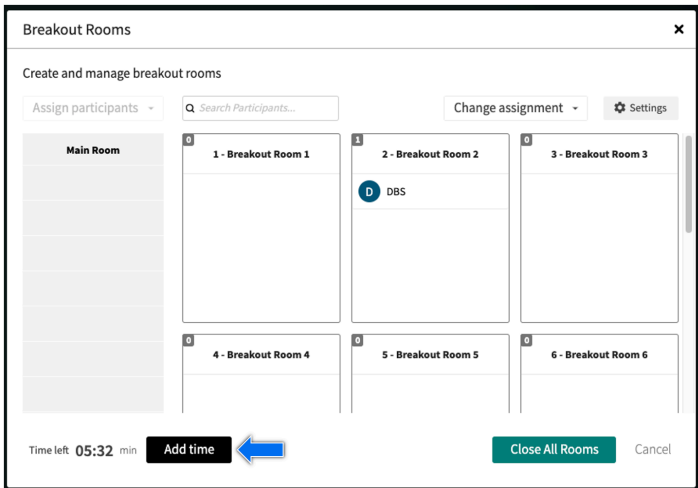 Breakout Rooms
Create and manage breakout rooms
Assign participants
Search Participants...
Change assignment
Settings
Main Room
0
1 - Breakout Room 1
1
2 - Breakout Room 2
0
3 - Breakout Room 3
D DBS
0
4 - Breakout Room 4
0
5 - Breakout Room 5
0
6 - Breakout Room 6
Time left 05:32 min
Add time
Close All Rooms
Cancel